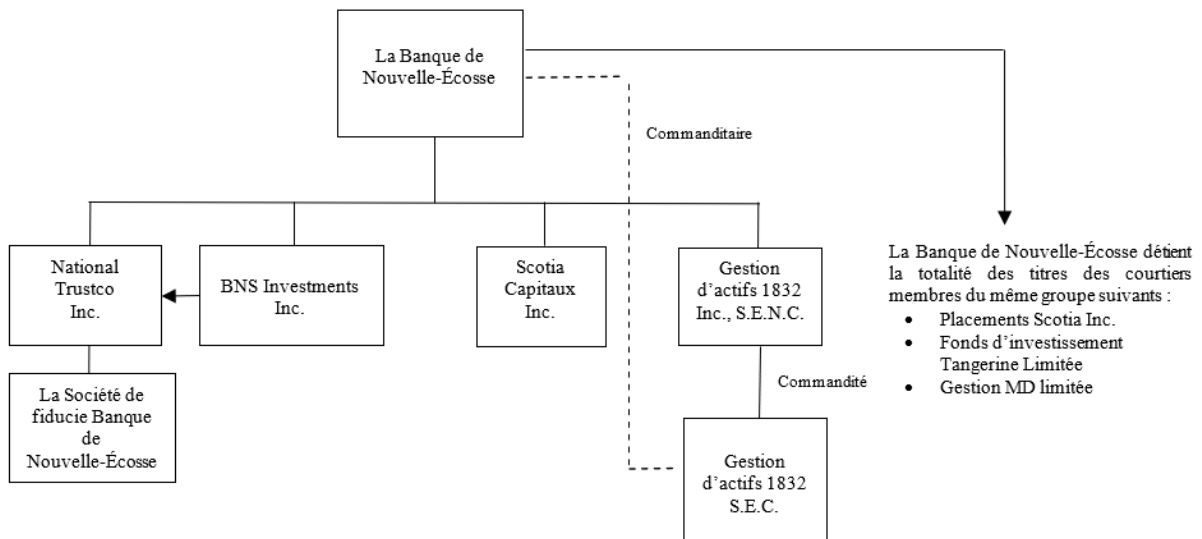 La Banque de
Nouvelle-Écosse
Commanditaire
National
Trustco
Inc.
BNS Investments
Inc.
Scotia
Capitaux
Inc.
Gestion
d’actifs 1832
Inc., S.E.N.C.
La Banque de Nouvelle-Écosse détient
la totalité des titres des courtiers
membres du même groupe suivants :
• Placements Scotia Inc.
• Fonds d’investissement
Tangerine Limitée
• Gestion MD limitée
La Société de
fiducie Banque
de
Nouvelle-Écosse
Commandité
Gestion
d’actifs 1832
S.E.C.